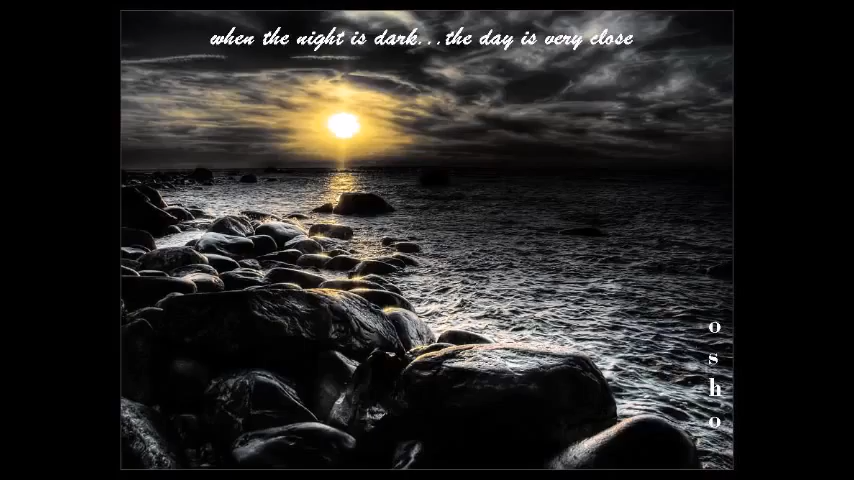 when the night is dark...the day is very close
osho